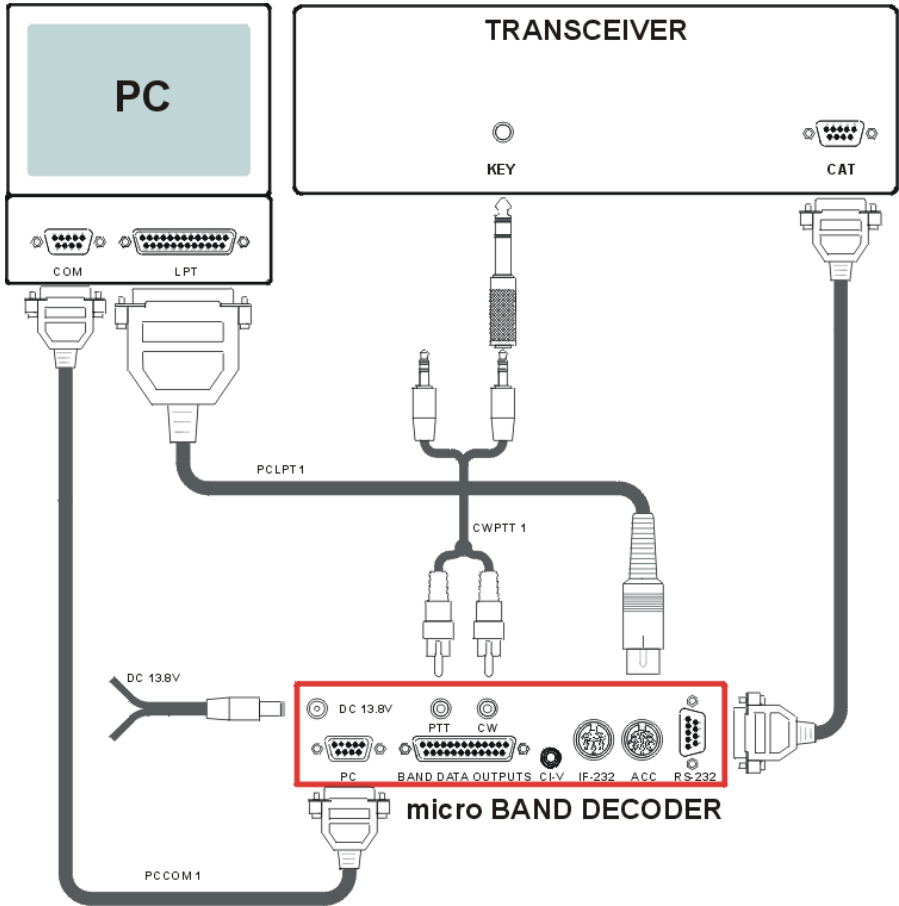 TRANSCEIVER
PC
KEY
CAT
COM
LPT
PCLPT1
CWPTT 1
DC 13.8V
DC 13.8V
PTT
CW
PC
BAND DATA OUTPUTS
CI-V
IF-232
ACC
RS-232
micro BAND DECODER
PCCOM1